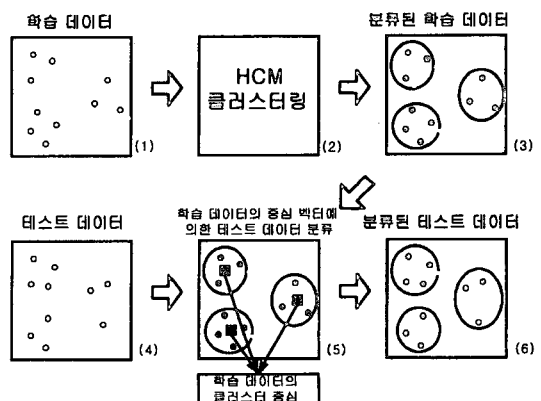 학습 데이터
분류된 학습 데이터
HCM
클러스터링
(1)
(2)
(3)
테스트 데이터
학습 데이터의 중심 벡터에
의한 테스트 데이터 분류
분류된 테스트 데이터
(4)
(5)
(6)
학습 데이터의
클러스터 중심